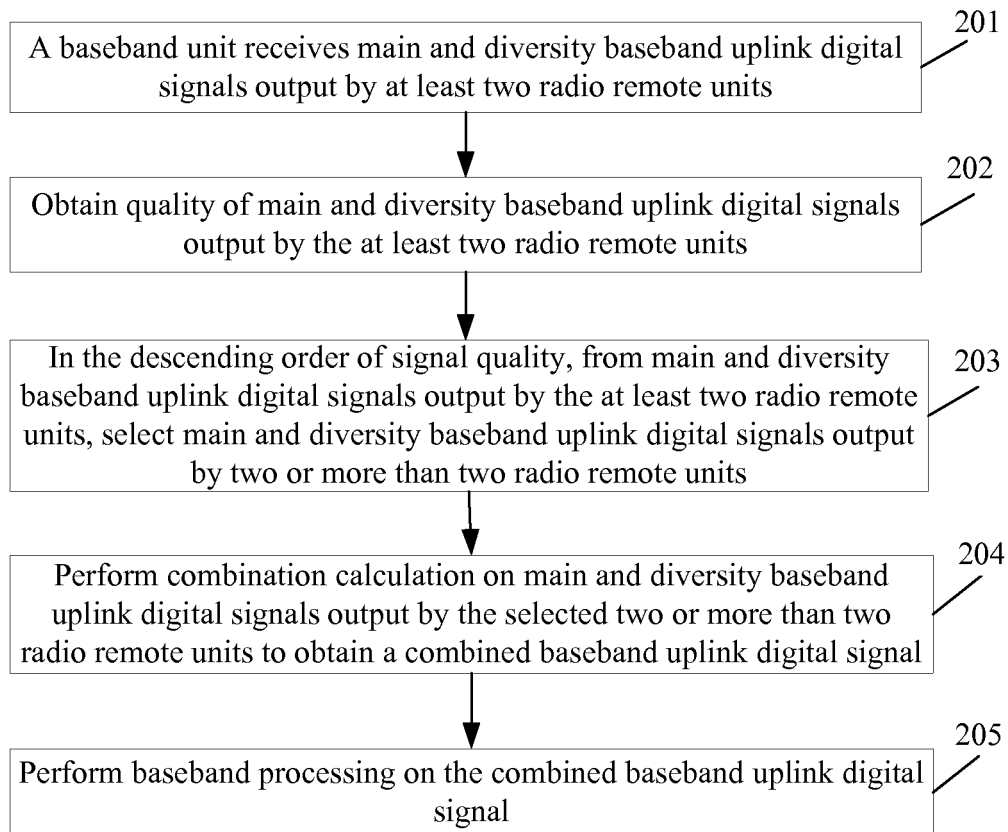 201
A baseband unit receives main and diversity baseband uplink digital
signals output by at least two radio remote units
202
Obtain quality of main and diversity baseband uplink digital signals
output by the at least two radio remote units
203
In the descending order of signal quality, from main and diversity
baseband uplink digital signals output by the at least two radio remote
units, select main and diversity baseband uplink digital signals output
by two or more than two radio remote units
204
Perform combination calculation on main and diversity baseband
uplink digital signals output by the selected two or more than two
radio remote units to obtain a combined baseband uplink digital signal
205
Perform baseband processing on the combined baseband uplink digital
signal